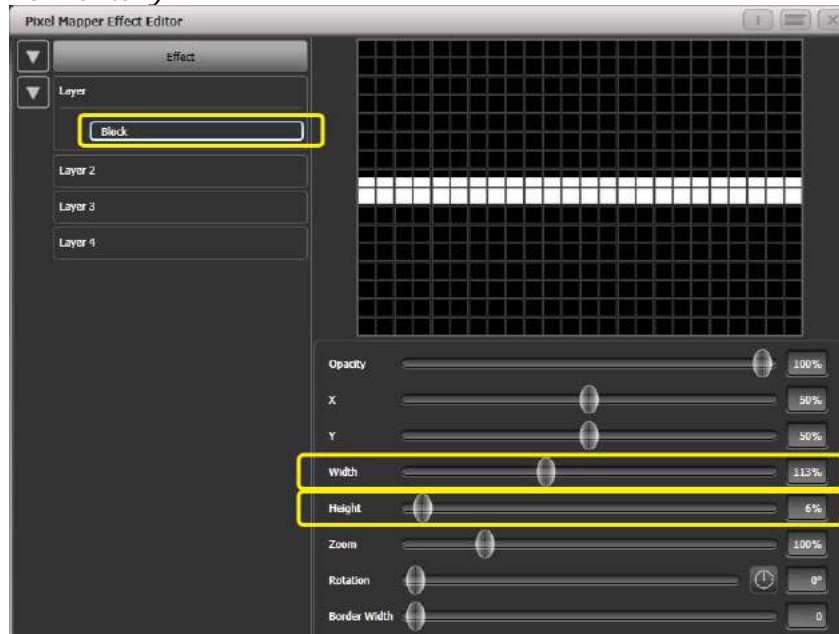 Pixel Mapper Effect Editor
Effect
Layer
Block
Layer 2
Layer 3
Layer 4
Opacity 100%
X 50%
Y 50%
Width 113%
Height 6%
Zoom 100%
Rotation 0°
Border Width 0